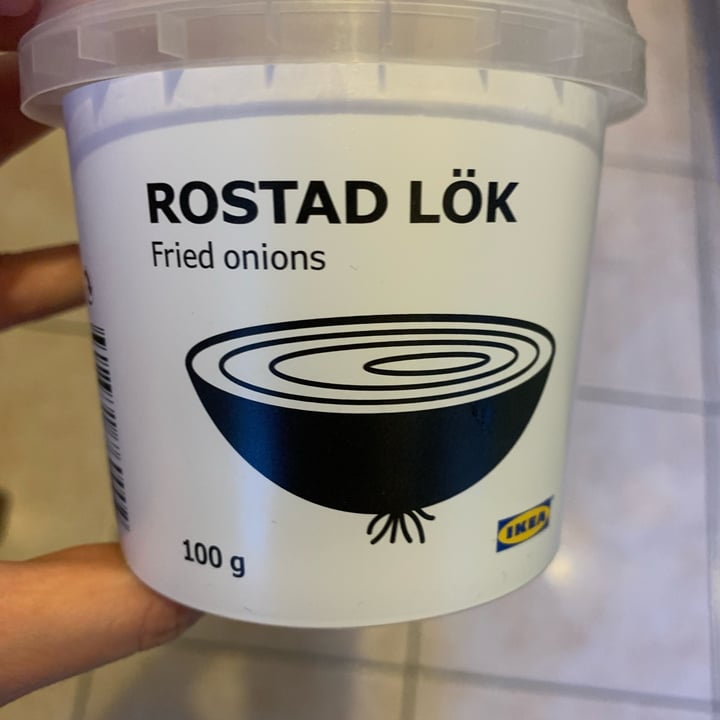 ROSTAD LÖK
Fried onions
100 g
IKEA